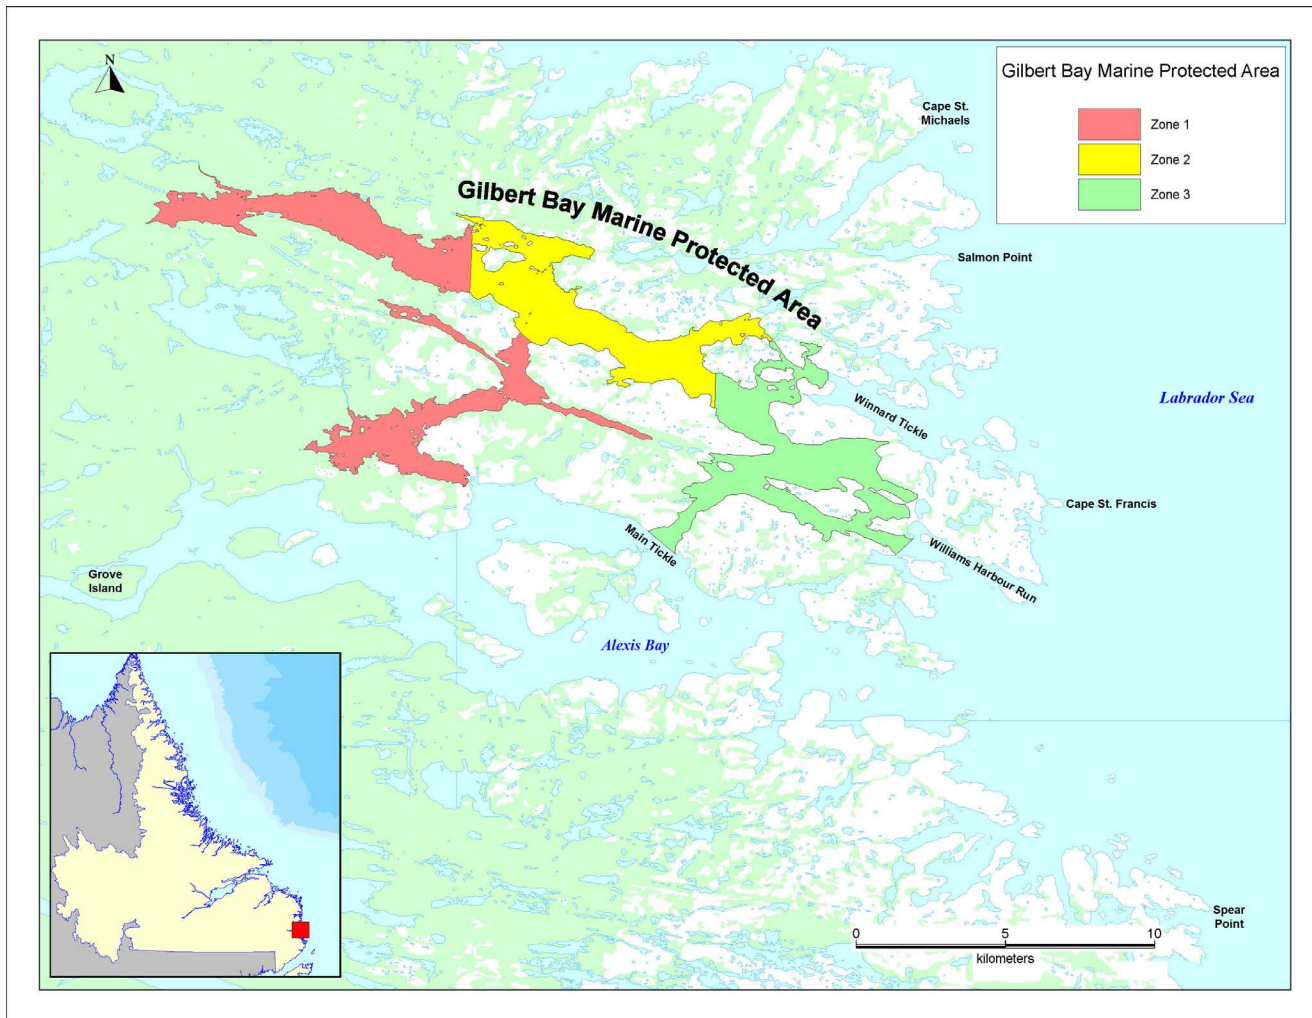 Gilbert Bay Marine Protected Area
Zone 1
Zone 2
Zone 3
N
Cape St.
Michaels
Gilbert Bay Marine Protected Area
Salmon Point
Labrador Sea
Winnard Tickle
Cape St. Francis
Main Tickle
Williams Harbour Run
Grove
Island
Alexis Bay
Spear
Point
0 5 10
kilometers